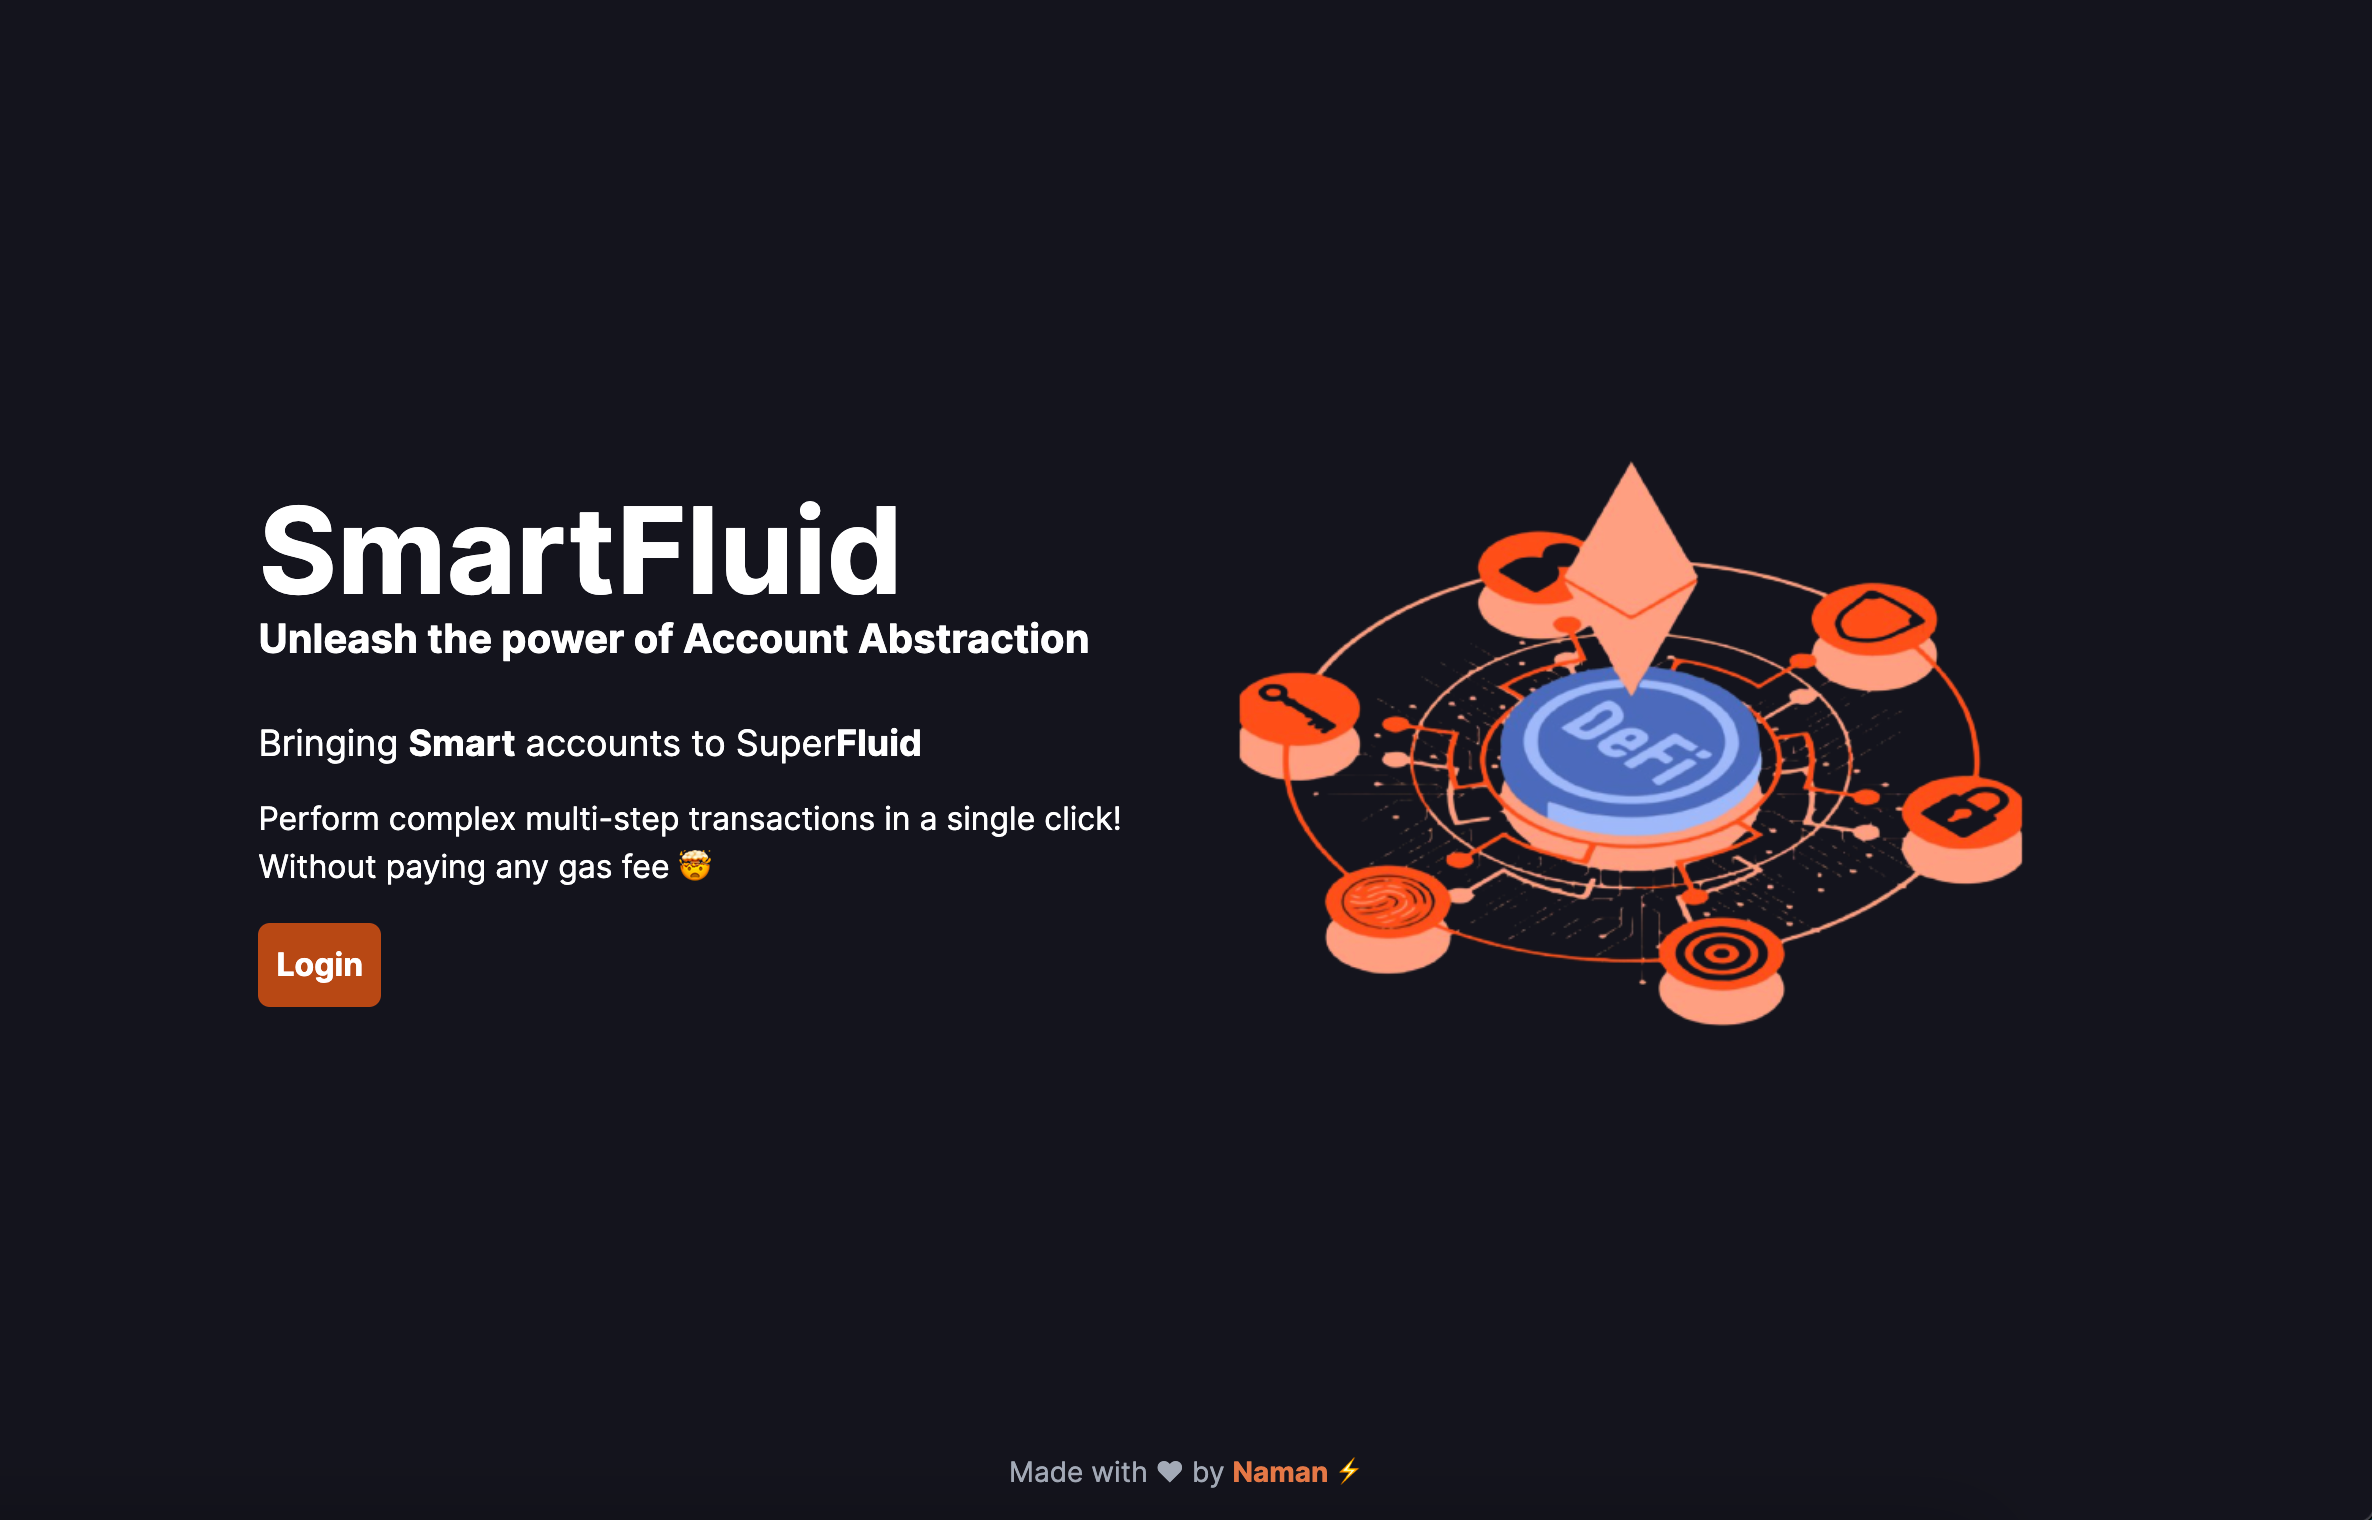 SmartFluid
Unleash the power of Account Abstraction
Bringing Smart accounts to SuperFluid
Perform complex multi-step transactions in a single click!
Without paying any gas fee 🤯
Login
DeFi
Made with ♥ by Naman ⚡